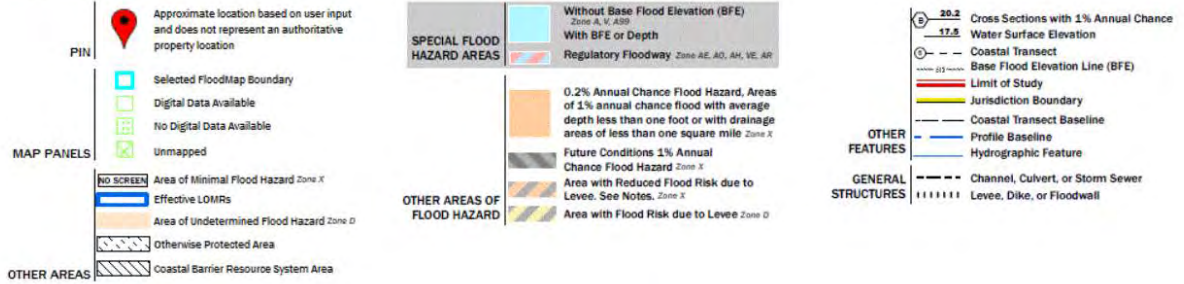 PIN
Approximate location based on user input
and does not represent an authoritative
property location
MAP PANELS
Selected FloodMap Boundary
Digital Data Available
No Digital Data Available
Unmapped
OTHER AREAS
NO SCREEN Area of Minimal Flood Hazard Zone X
Effective LOMRs
Area of Undetermined Flood Hazard Zone D
Otherwise Protected Area
Coastal Barrier Resource System Area
SPECIAL FLOOD
HAZARD AREAS
Without Base Flood Elevation (BFE)
Zone A, V, A99
With BFE or Depth
Regulatory Floodway Zone AE, AO, AH, VE, AR
OTHER AREAS OF
FLOOD HAZARD
0.2% Annual Chance Flood Hazard, Areas
of 1% annual chance flood with average
depth less than one foot or with drainage
areas of less than one square mile Zone X
Future Conditions 1% Annual
Chance Flood Hazard Zone X
Area with Reduced Flood Risk due to
Levee. See Notes. Zone X
Area with Flood Risk due to Levee Zone D
OTHER
FEATURES
B 20.2 Cross Sections with 1% Annual Chance
17.5 Water Surface Elevation
Coastal Transect
Base Flood Elevation Line (BFE)
Limit of Study
Jurisdiction Boundary
Coastal Transect Baseline
Profile Baseline
Hydrographic Feature
GENERAL
STRUCTURES
Channel, Culvert, or Storm Sewer
Levee, Dike, or Floodwall